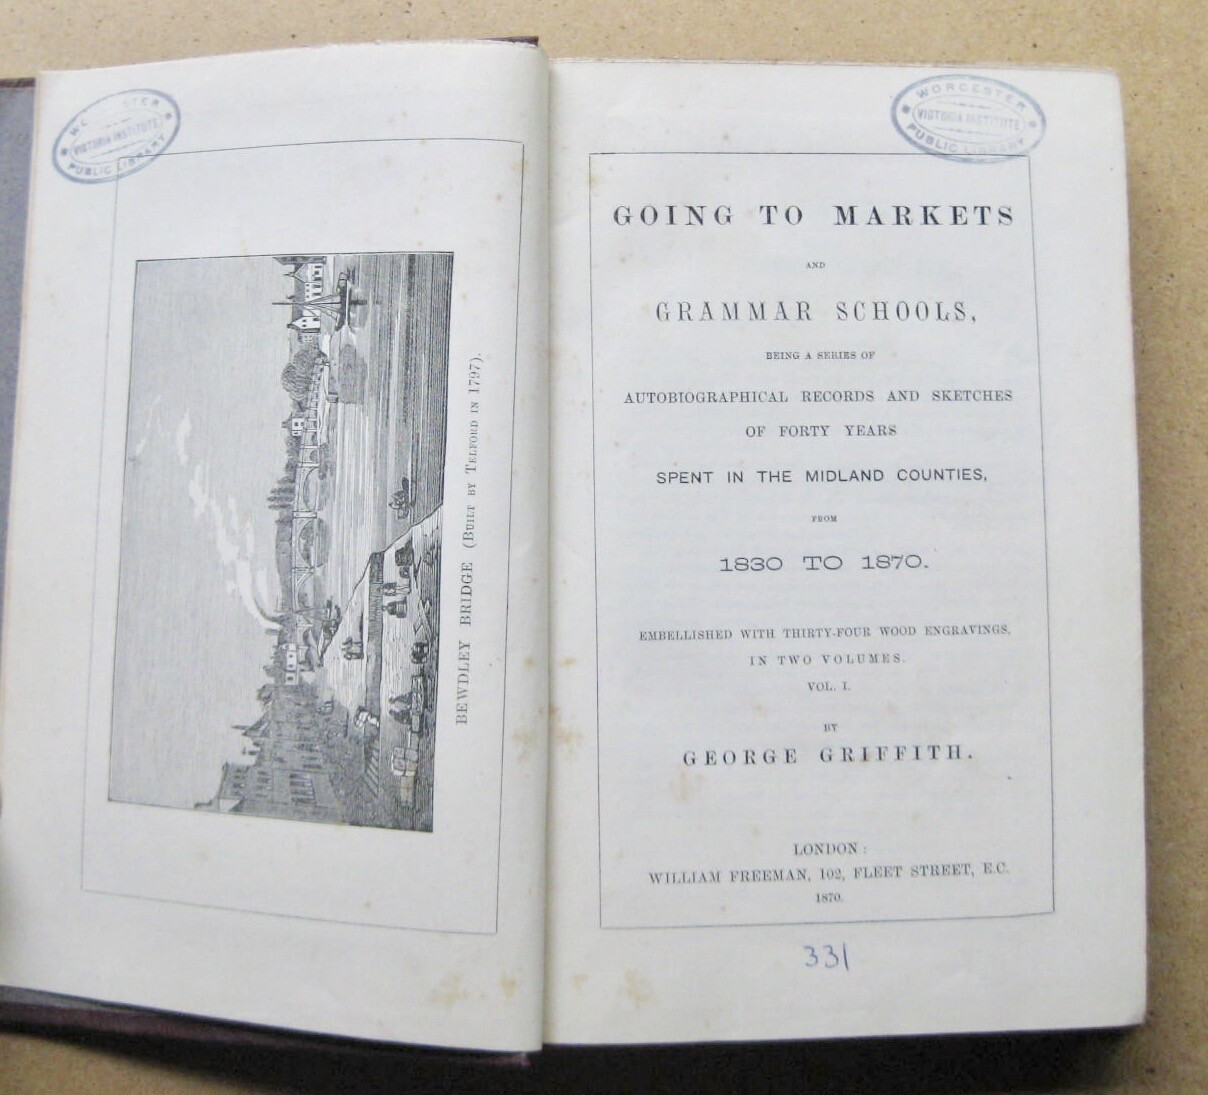 WORCESTER
VICTORIA INSTITUTE
PUBLIC LIBRARY
BEWDLEY BRIDGE (BUILT BY TELFORD IN 1797).
WORCESTER
VICTORIA INSTITUTE
PUBLIC LIBRARY
GOING TO MARKETS
AND
GRAMMAR SCHOOLS,
BEING A SERIES OF
AUTOBIOGRAPHICAL RECORDS AND SKETCHES
OF FORTY YEARS
SPENT IN THE MIDLAND COUNTIES,
FROM
1830 TO 1870.
EMBELLISHED WITH THIRTY-FOUR WOOD ENGRAVINGS.
IN TWO VOLUMES.
VOL. I.
BY
GEORGE GRIFFITH.
LONDON:
WILLIAM FREEMAN, 102, FLEET STREET, E.C.
1870.
331